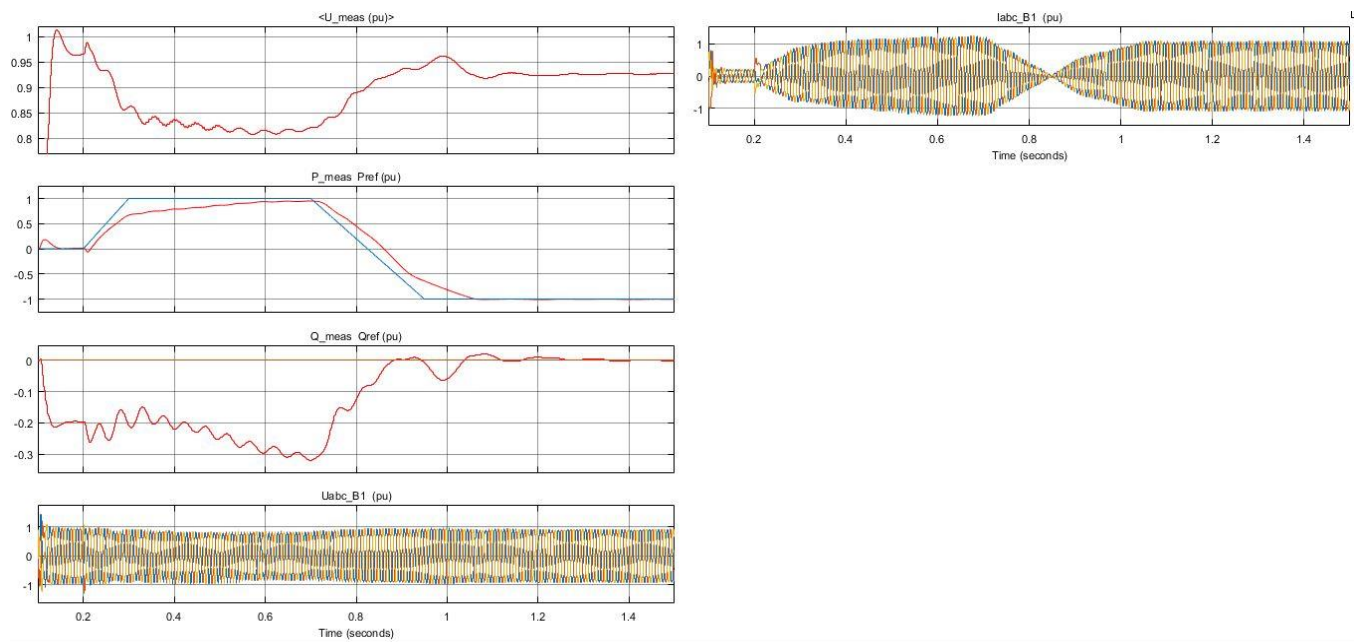 <U_meas (pu)>
1
0.95
0.9
0.85
0.8
P_meas Pref (pu)
1
0.5
0
-0.5
-1
Q_meas Qref (pu)
0
-0.1
-0.2
-0.3
Uabc_B1 (pu)
1
0
-1
0.2 0.4 0.6 0.8 1 1.2 1.4
Time (seconds)
Iabc_B1 (pu)
L
1
0
-1
0.2 0.4 0.6 0.8 1 1.2 1.4
Time (seconds)